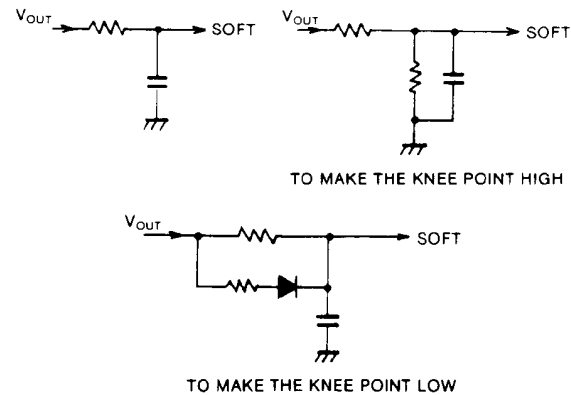 VOUT
SOFT
VOUT
SOFT
TO MAKE THE KNEE POINT HIGH
VOUT
SOFT
TO MAKE THE KNEE POINT LOW